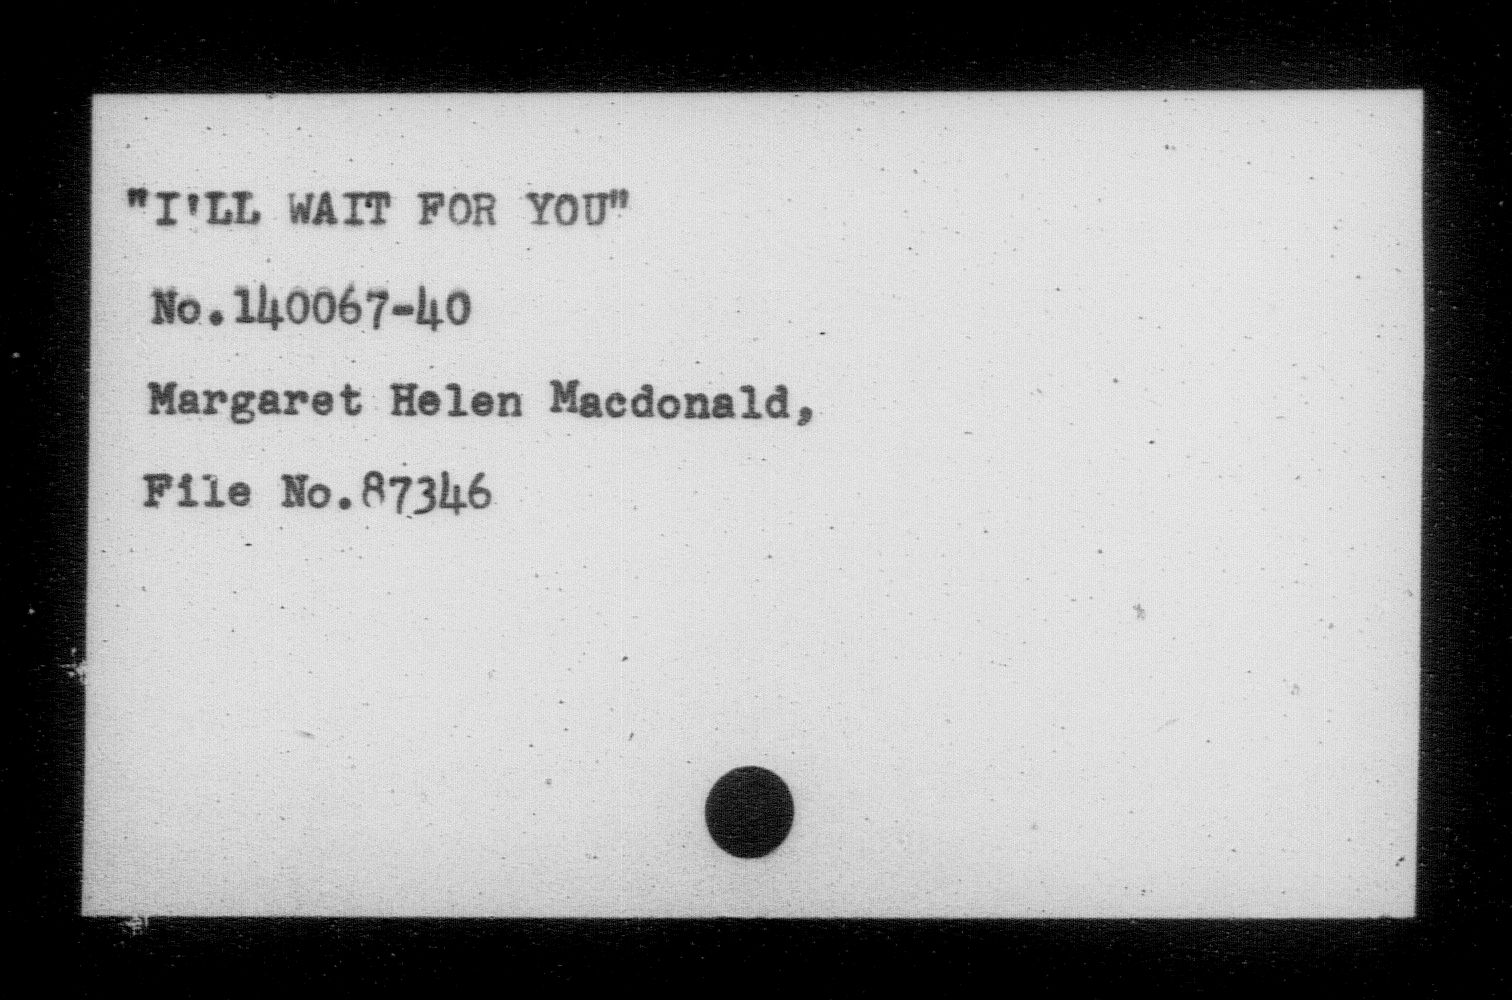 "I'LL WAIT FOR YOU"
No.140067-40
Margaret Helen Macdonald,
File No.87346